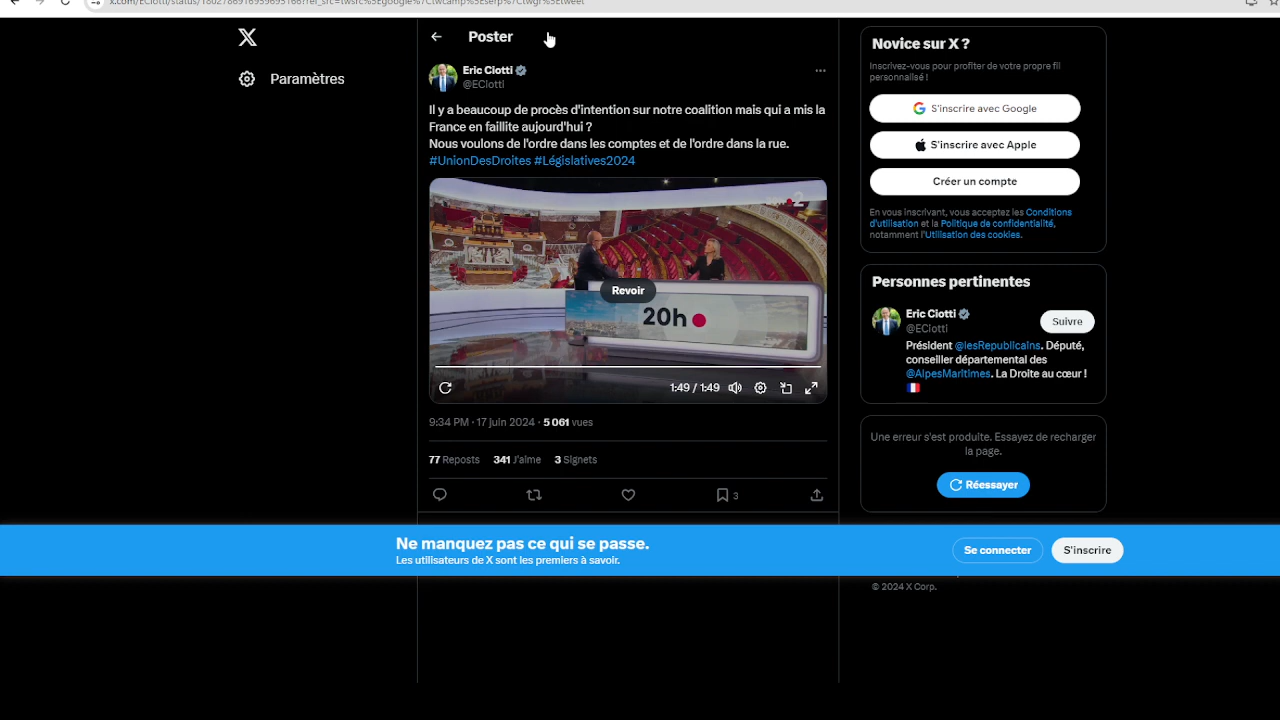 Poster
Paramètres
Eric Ciotti
@ECiotti
Il y a beaucoup de procès d'intention sur notre coalition mais qui a mis la
France en faillite aujourd'hui ?
Nous voulons de l'ordre dans les comptes et de l'ordre dans la rue.
#UnionDesDroites #Législatives2024
2
Revoir
20h
1:49 / 1:49
9:34 PM · 17 juin 2024 · 5 061 vues
77 Reposts 341 J'aime 3 Signets
3
Novice sur X ?
Inscrivez-vous pour profiter de votre propre fil
personnalisé !
S'inscrire avec Google
S'inscrire avec Apple
Créer un compte
En vous inscrivant, vous acceptez les Conditions
d'utilisation et la Politique de confidentialité,
notamment l'Utilisation des cookies.
Personnes pertinentes
Eric Ciotti
@ECiotti
Suivre
Président @lesRepublicains. Député,
conseiller départemental des
@AlpesMaritimes. La Droite au cœur !
Une erreur s'est produite. Essayez de recharger
la page.
Réessayer
Ne manquez pas ce qui se passe.
Les utilisateurs de X sont les premiers à savoir.
Se connecter
S'inscrire
© 2024 X Corp.